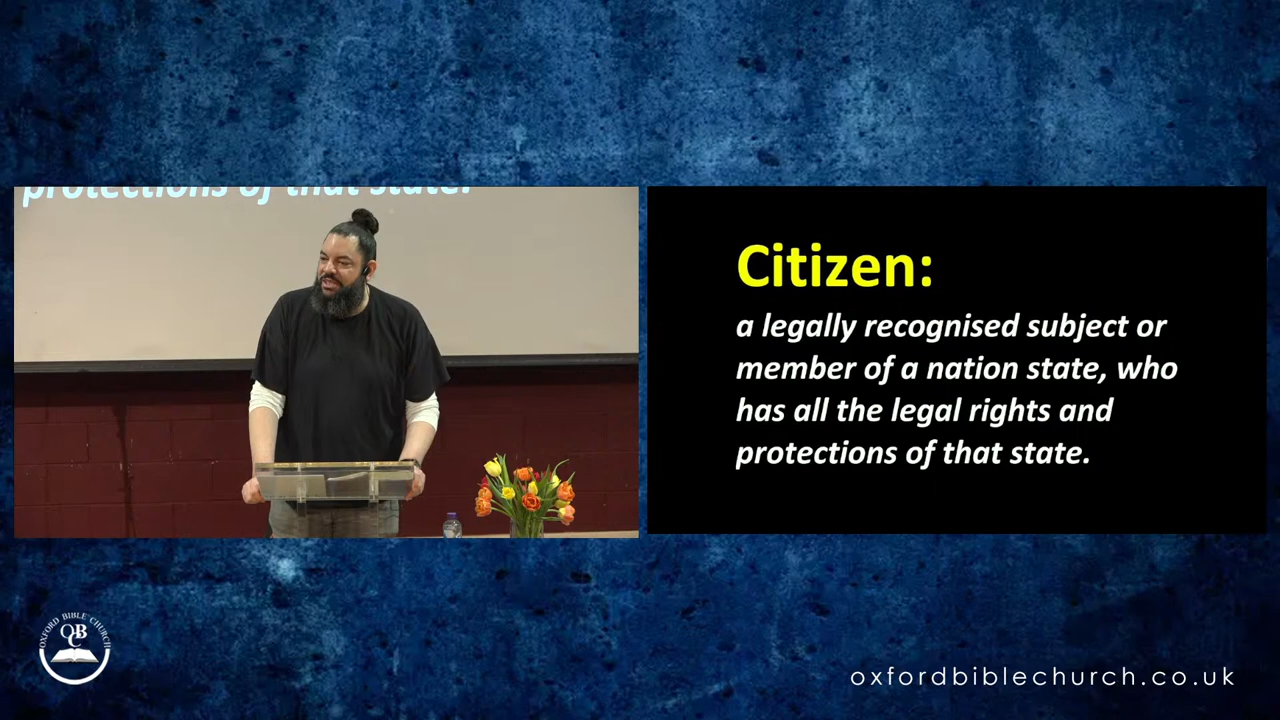 protections of that state.
Citizen:
a legally recognised subject or
member of a nation state, who
has all the legal rights and
protections of that state.
OXFORD BIBLE CHURCH
OBC
oxfordbiblechurch.co.uk